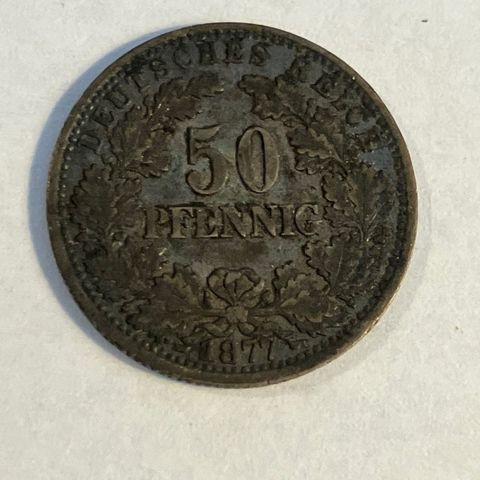 DEUTSCHES REICH
50
PFENNIG
1877